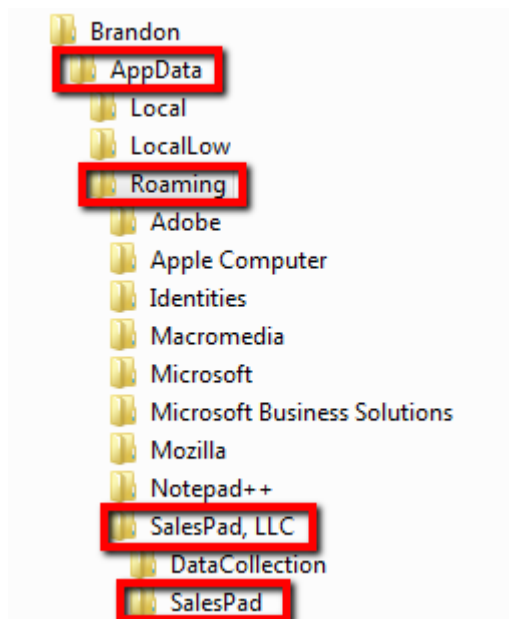 Brandon
AppData
Local
LocalLow
Roaming
Adobe
Apple Computer
Identities
Macromedia
Microsoft
Microsoft Business Solutions
Mozilla
Notepad++
SalesPad, LLC
DataCollection
SalesPad